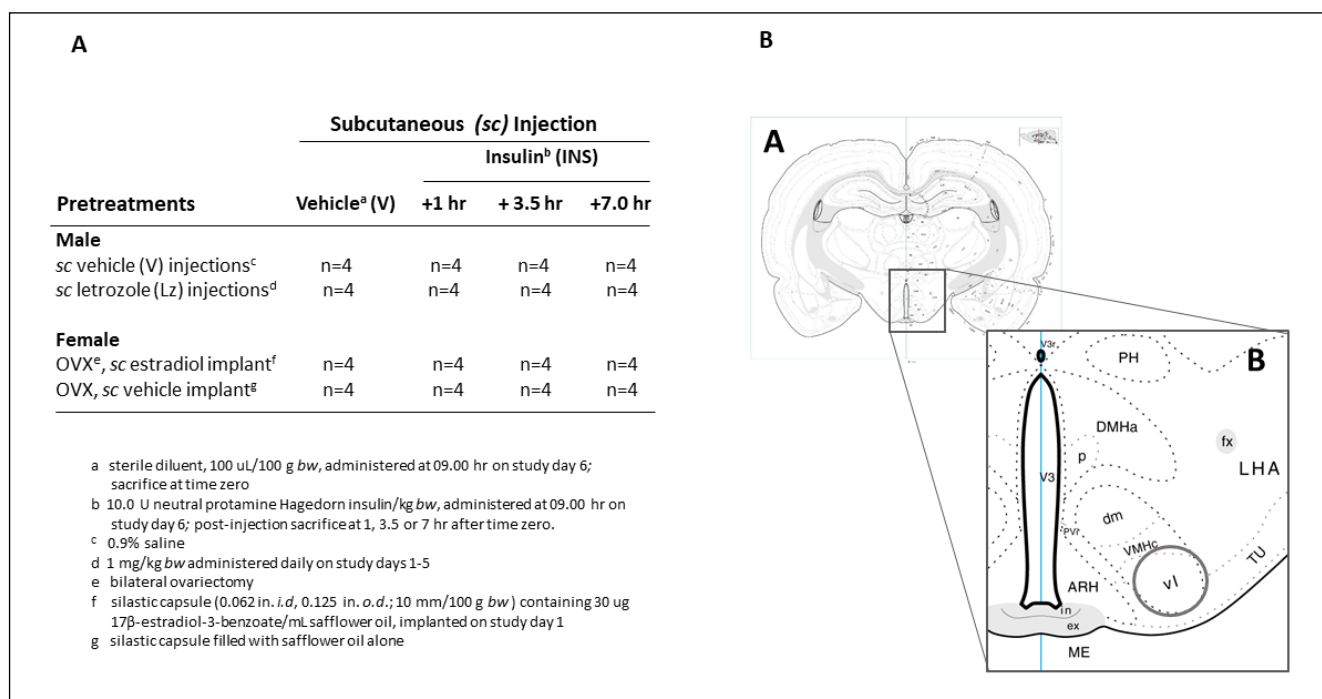 A
Subcutaneous (sc) Injection
Insulinᵇ (INS)
Pretreatments Vehicleᵃ (V) +1 hr + 3.5 hr +7.0 hr
Male
sc vehicle (V) injectionsᶜ n=4 n=4 n=4 n=4
sc letrozole (Lz) injectionsᵈ n=4 n=4 n=4 n=4
Female
OVXᵉ, sc estradiol implantᶠ n=4 n=4 n=4 n=4
OVX, sc vehicle implantᵍ n=4 n=4 n=4 n=4
a sterile diluent, 100 uL/100 g bw, administered at 09.00 hr on study day 6;
sacrifice at time zero
b 10.0 U neutral protamine Hagedorn insulin/kg bw, administered at 09.00 hr on
study day 6; post-injection sacrifice at 1, 3.5 or 7 hr after time zero.
ᶜ 0.9% saline
d 1 mg/kg bw administered daily on study days 1-5
e bilateral ovariectomy
f silastic capsule (0.062 in. i.d, 0.125 in. o.d.; 10 mm/100 g bw ) containing 30 ug
17β-estradiol-3-benzoate/mL safflower oil, implanted on study day 1
g silastic capsule filled with safflower oil alone
B
A
B
V3r
PH
DMHa
fx
p
LHA
V3
dm
PVi
VMHc
vl
TU
ARH
in
ex
ME